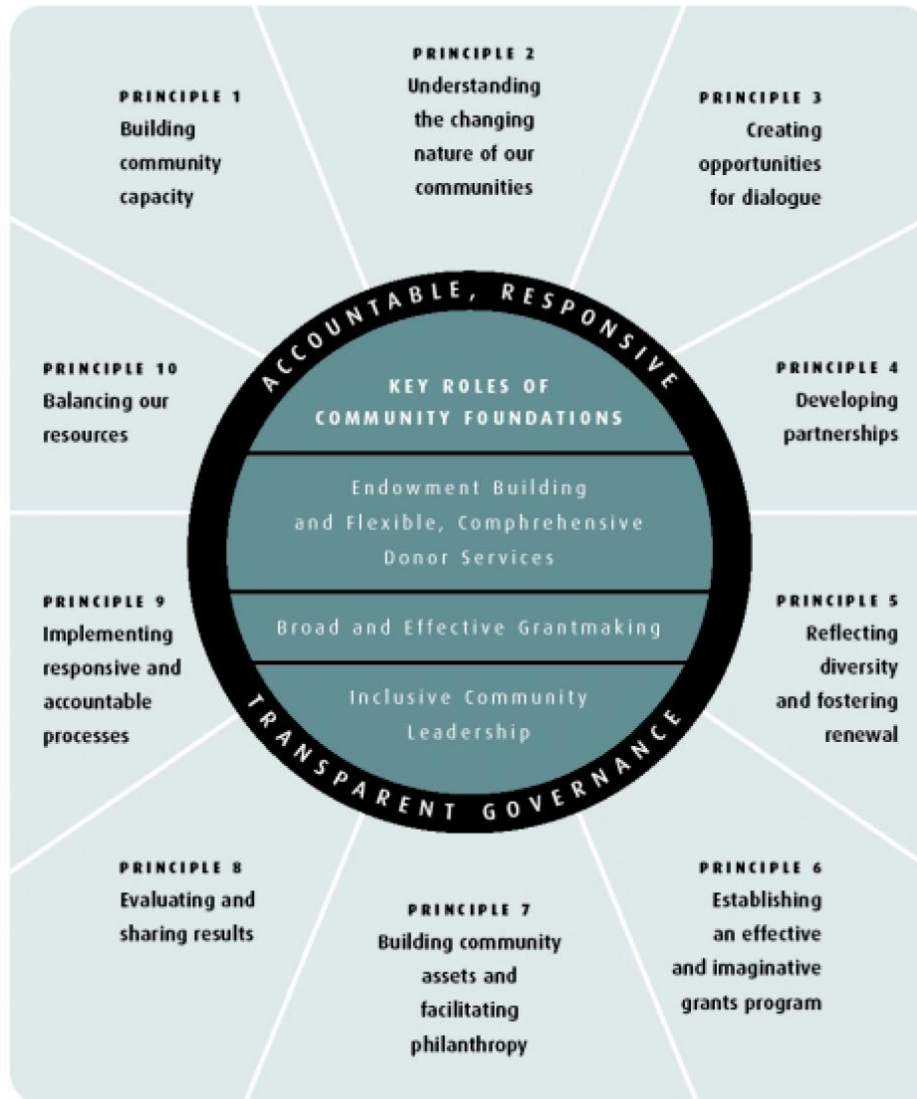 PRINCIPLE 1
Building
community
capacity
PRINCIPLE 2
Understanding
the changing
nature of our
communities
PRINCIPLE 3
Creating
opportunities
for dialogue
PRINCIPLE 4
Developing
partnerships
PRINCIPLE 5
Reflecting
diversity
and fostering
renewal
PRINCIPLE 6
Establishing
an effective
and imaginative
grants program
PRINCIPLE 7
Building community
assets and
facilitating
philanthropy
PRINCIPLE 8
Evaluating and
sharing results
PRINCIPLE 9
Implementing
responsive and
accountable
processes
PRINCIPLE 10
Balancing our
resources
ACCOUNTABLE, RESPONSIVE
KEY ROLES OF
COMMUNITY FOUNDATIONS
Endowment Building
and Flexible, Comphrehensive
Donor Services
Broad and Effective Grantmaking
Inclusive Community
Leadership
TRANSPARENT GOVERNANCE